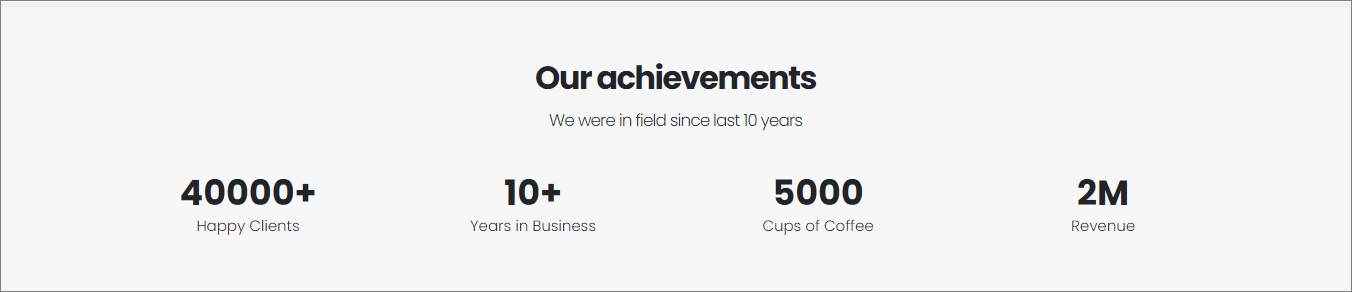 Our achievements
We were in field since last 10 years
40000+ 10+ 5000 2M
Happy Clients Years in Business Cups of Coffee Revenue